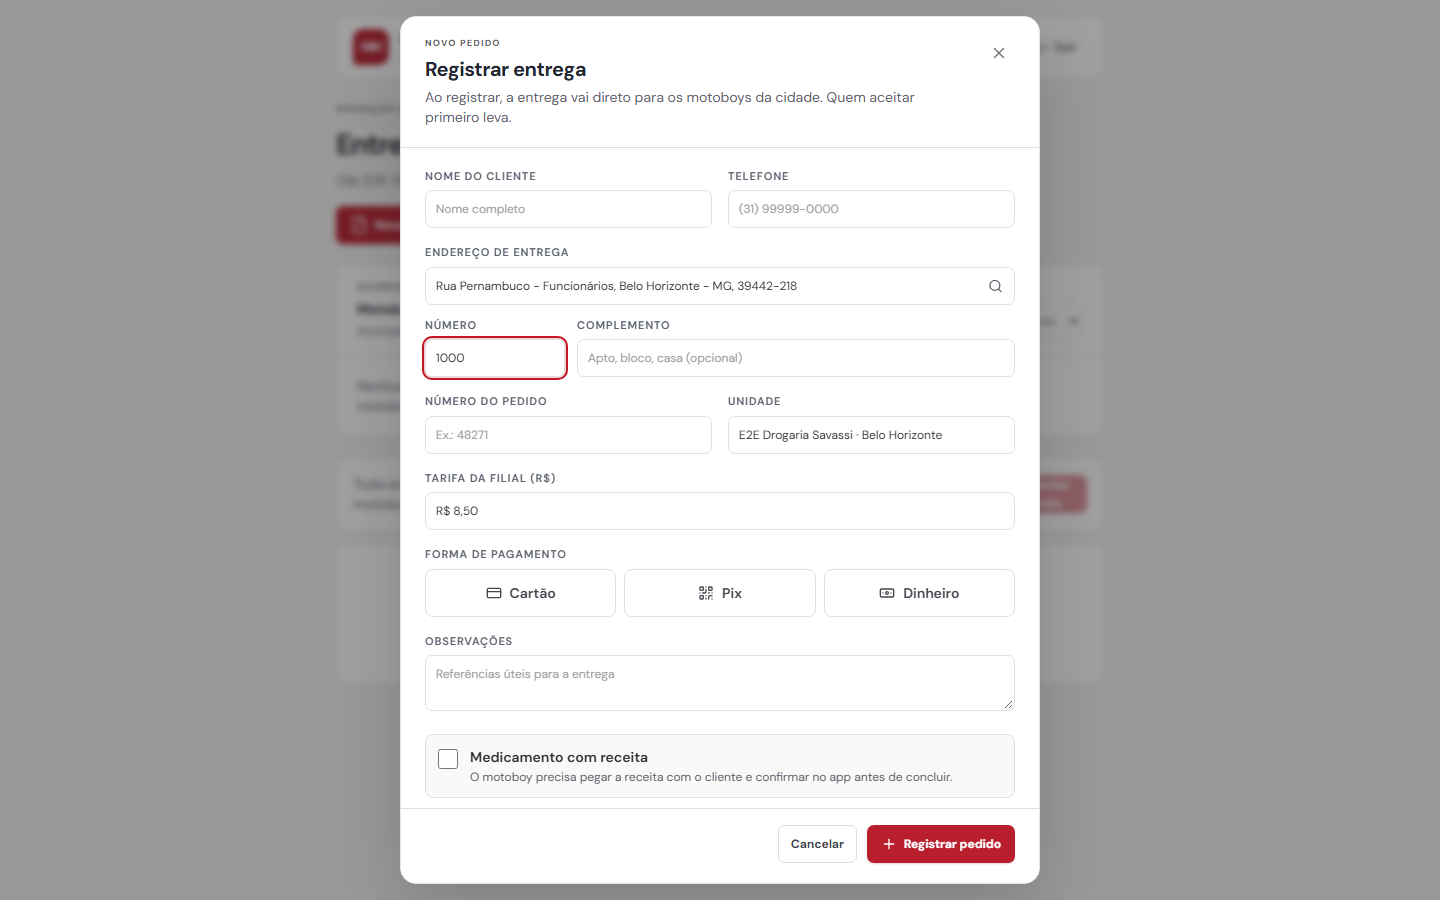 NOVO PEDIDO
Registrar entrega
Ao registrar, a entrega vai direto para os motoboys da cidade. Quem aceitar
primeiro leva.
NOME DO CLIENTE
TELEFONE
Nome completo
(31) 99999-0000
ENDEREÇO DE ENTREGA
Rua Pernambuco - Funcionários, Belo Horizonte - MG, 39442-218
NÚMERO
COMPLEMENTO
1000
Apto, bloco, casa (opcional)
NÚMERO DO PEDIDO
UNIDADE
Ex.: 48271
E2E Drogaria Savassi · Belo Horizonte
TARIFA DA FILIAL (R$)
R$ 8,50
FORMA DE PAGAMENTO
Cartão
Pix
Dinheiro
OBSERVAÇÕES
Referências úteis para a entrega
Medicamento com receita
O motoboy precisa pegar a receita com o cliente e confirmar no app antes de concluir.
Cancelar
Registrar pedido